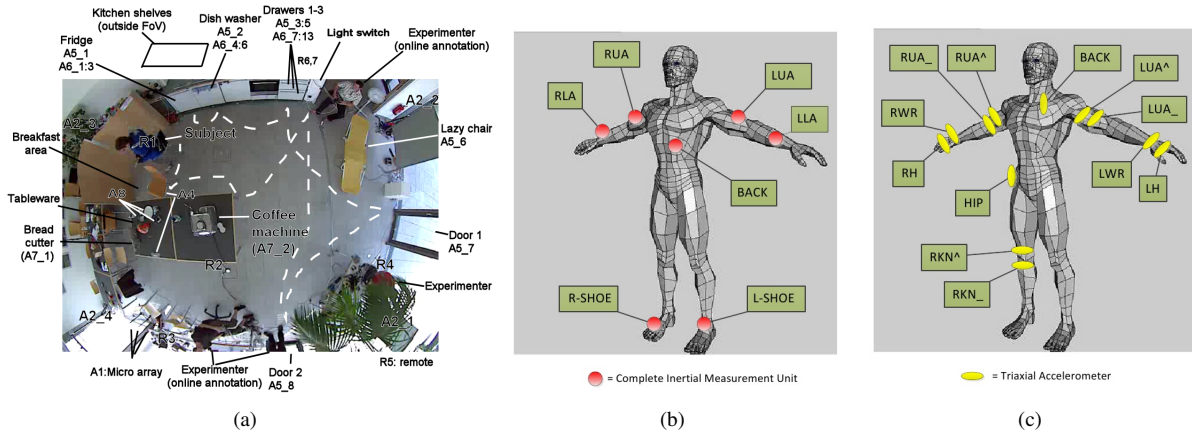 Kitchen shelves
(outside FoV)
Dish washer
A5_2
A6_4:6
Drawers 1-3
A5_3:5
A6_7:13
R6,7
Light switch
Experimenter
(online annotation)
Fridge
A5_1
A6_1:3
A2_2
A2_3
R1
Subject
Breakfast
area
Lazy chair
A5_6
A8
A4
Tableware
Coffee
machine
(A7_2)
Bread
cutter
(A7_1)
Door 1
A5_7
R2
R4
Experimenter
A2_4
A2_1
R3
A1:Micro array
Experimenter
(online annotation)
Door 2
A5_8
R5: remote
(a)
RUA
LUA
RLA
LLA
BACK
R-SHOE
L-SHOE
= Complete Inertial Measurement Unit
(b)
RUA_
RUA^
BACK
LUA^
LUA_
RWR
RH
LWR
LH
HIP
RKN^
RKN_
= Triaxial Accelerometer
(c)